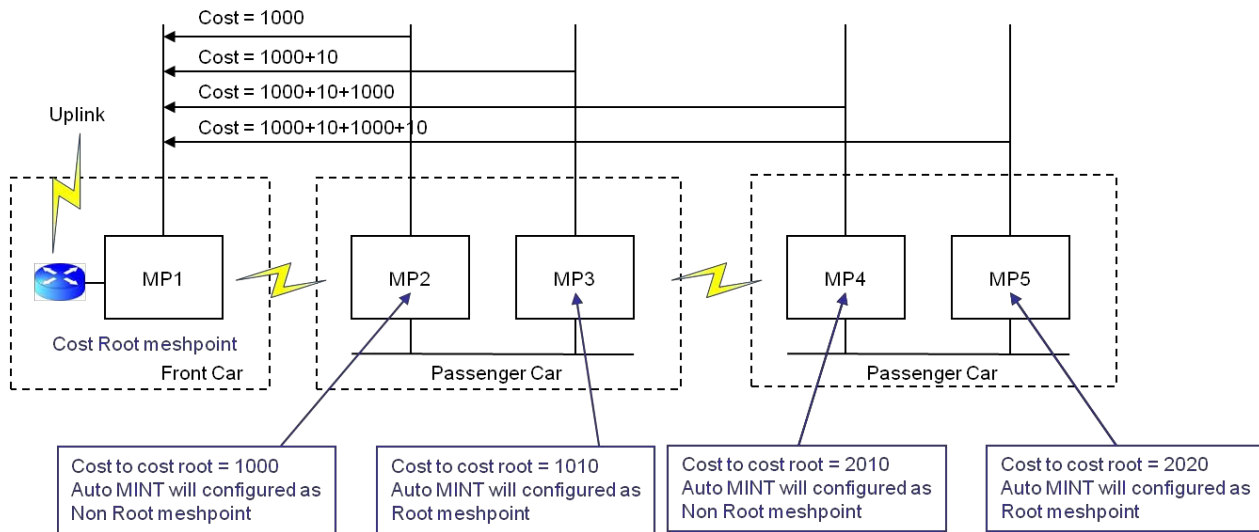 Cost = 1000
Cost = 1000+10
Cost = 1000+10+1000
Cost = 1000+10+1000+10
Uplink
MP1
MP2
MP3
MP4
MP5
Cost Root meshpoint
Front Car
Passenger Car
Passenger Car
Cost to cost root = 1000
Auto MINT will configured as
Non Root meshpoint
Cost to cost root = 1010
Auto MINT will configured as
Root meshpoint
Cost to cost root = 2010
Auto MINT will configured as
Non Root meshpoint
Cost to cost root = 2020
Auto MINT will configured as
Root meshpoint